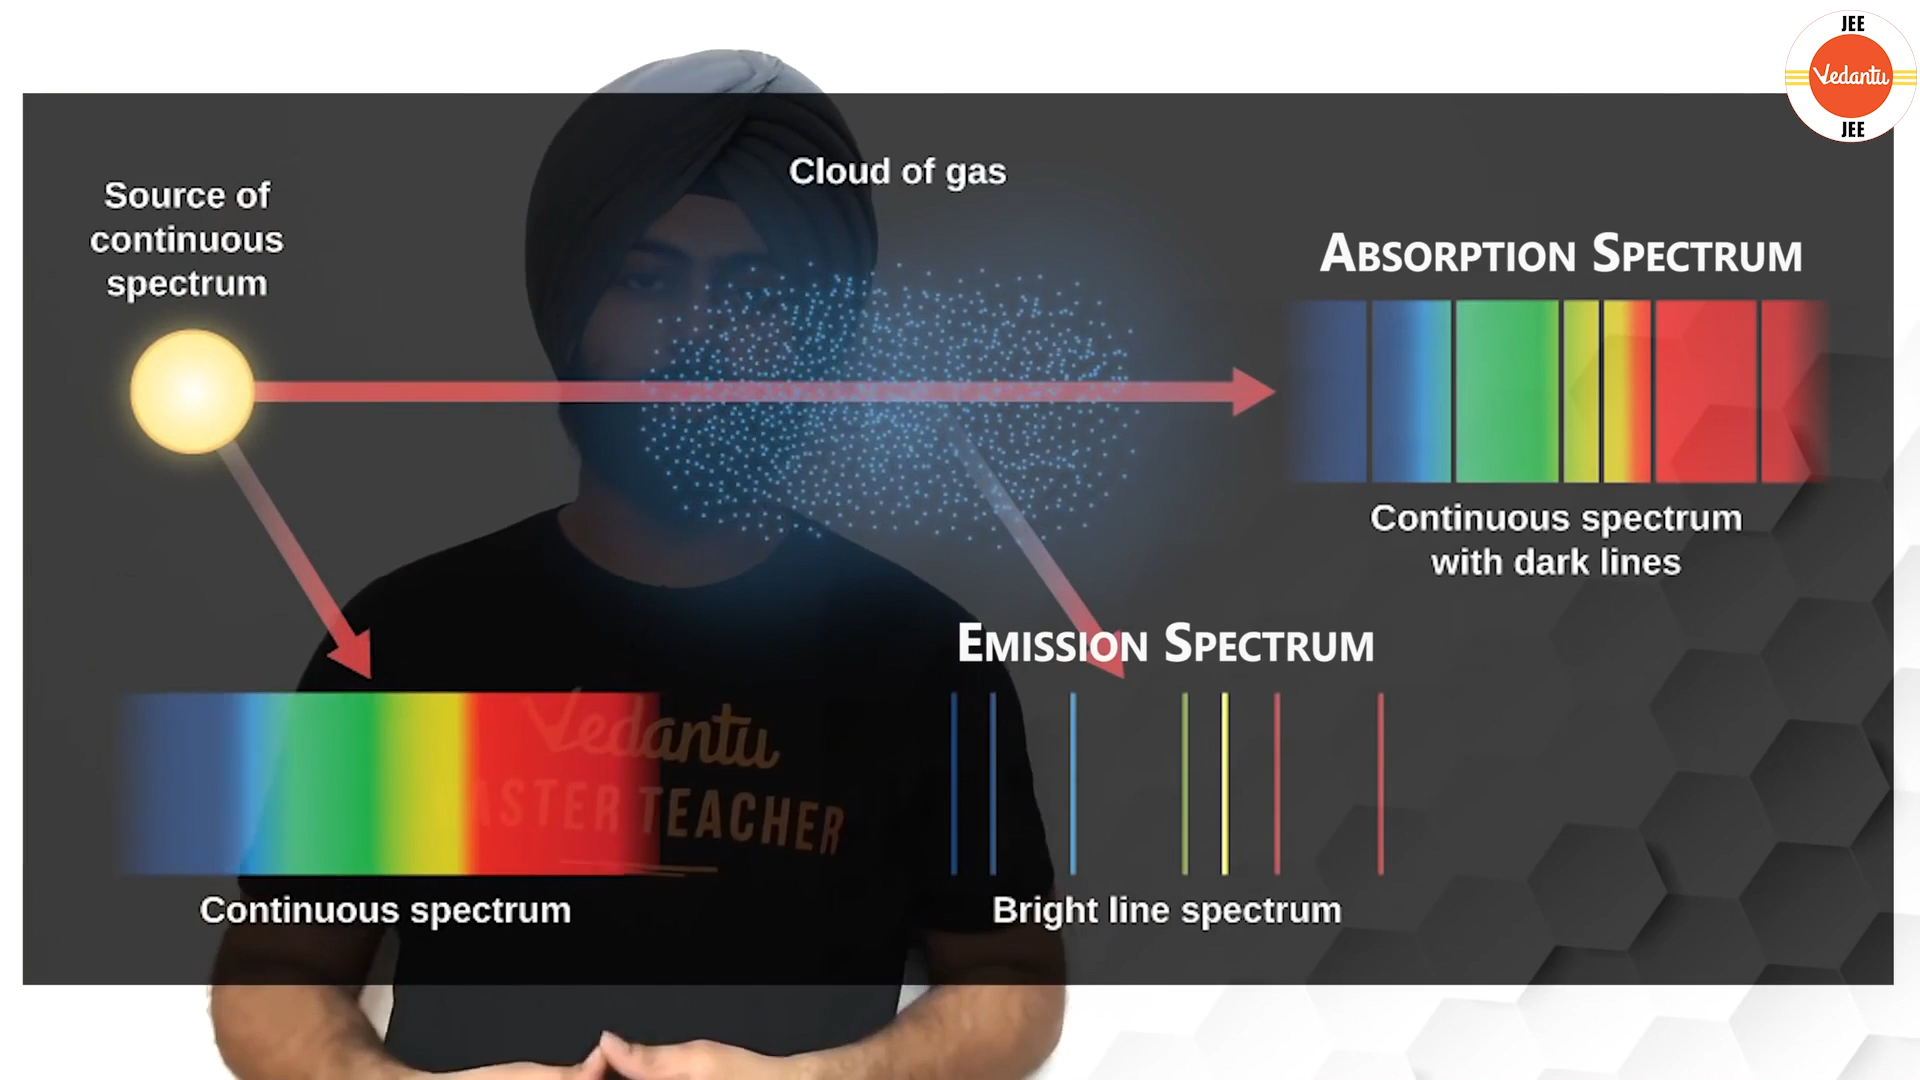 JEE
Vedantu
JEE
Cloud of gas
Source of
continuous
spectrum
ABSORPTION SPECTRUM
Continuous spectrum
with dark lines
EMISSION SPECTRUM
Vedantu
ASTER TEACHER
Continuous spectrum
Bright line spectrum